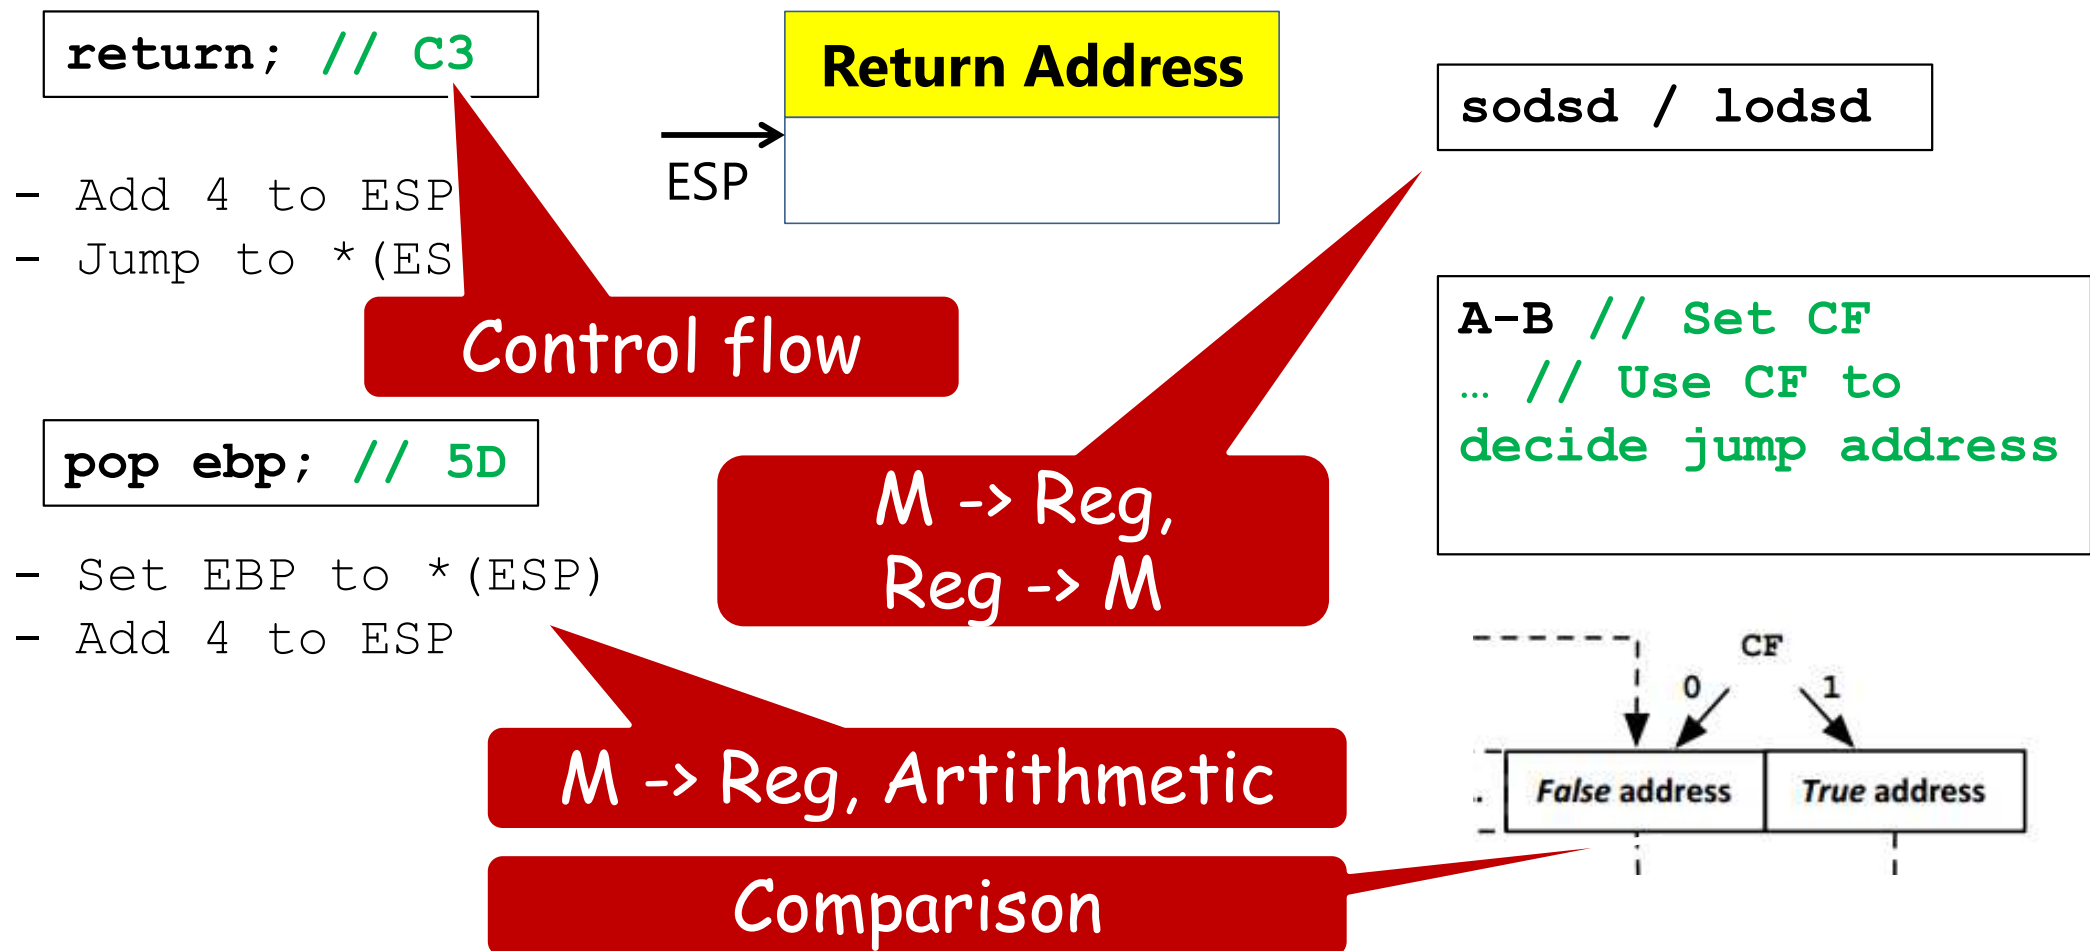 return; // C3
- Add 4 to ESP
- Jump to *(ES
Return Address
ESP
sodsd / lodsd
Control flow
A-B // Set CF
… // Use CF to
decide jump address
pop ebp; // 5D
- Set EBP to *(ESP)
- Add 4 to ESP
M -> Reg,
Reg -> M
M -> Reg, Artithmetic
Comparison
CF
0 1
False address True address